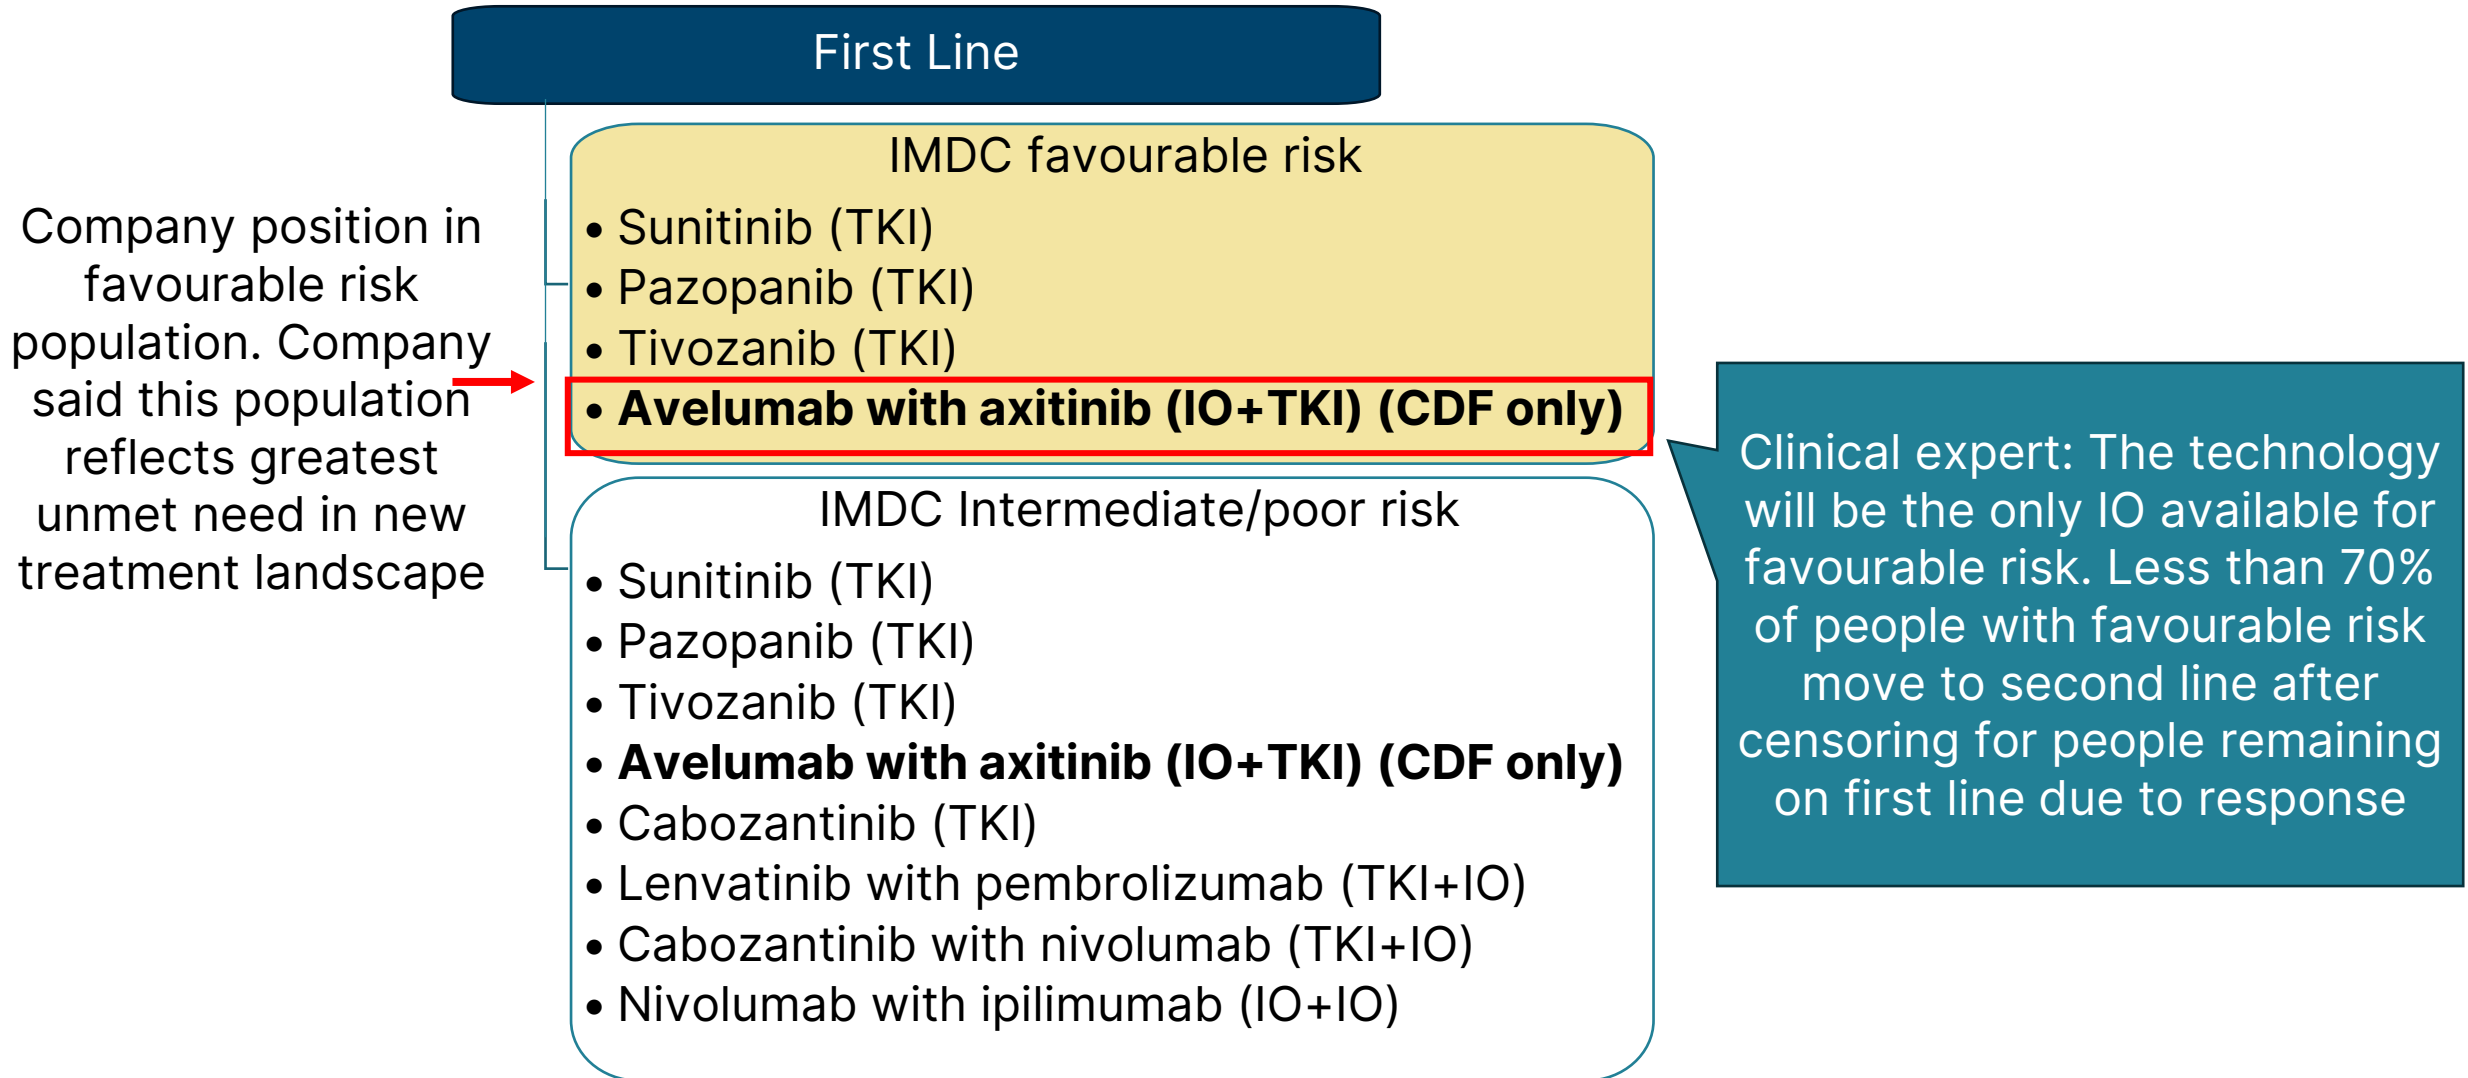 First Line
Company position in
favourable risk
population. Company
said this population
reflects greatest
unmet need in new
treatment landscape
IMDC favourable risk
• Sunitinib (TKI)
• Pazopanib (TKI)
• Tivozanib (TKI)
• Avelumab with axitinib (IO+TKI) (CDF only)
IMDC Intermediate/poor risk
• Sunitinib (TKI)
• Pazopanib (TKI)
• Tivozanib (TKI)
• Avelumab with axitinib (IO+TKI) (CDF only)
• Cabozantinib (TKI)
• Lenvatinib with pembrolizumab (TKI+IO)
• Cabozantinib with nivolumab (TKI+IO)
• Nivolumab with ipilimumab (IO+IO)
Clinical expert: The technology
will be the only IO available for
favourable risk. Less than 70%
of people with favourable risk
move to second line after
censoring for people remaining
on first line due to response